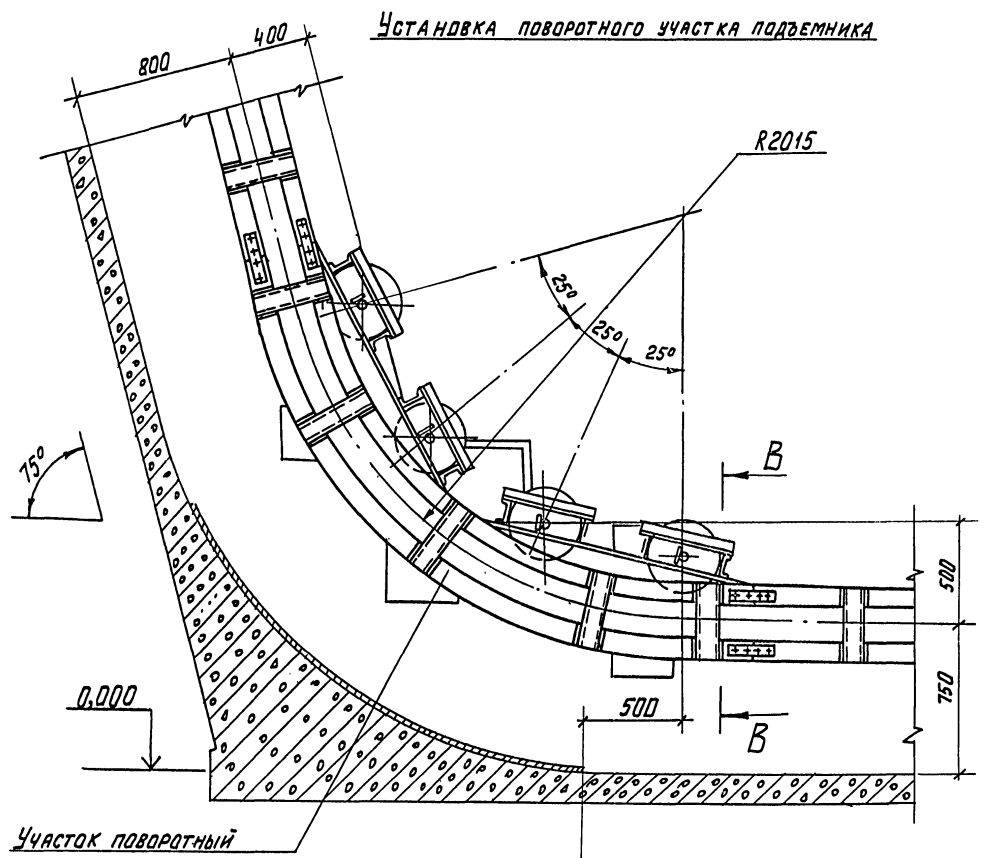 Установка поворотного участка подъемника
800
400
R2015
25°
25°
25°
75°
В
500
0,000
500
750
В
Участок поворотный